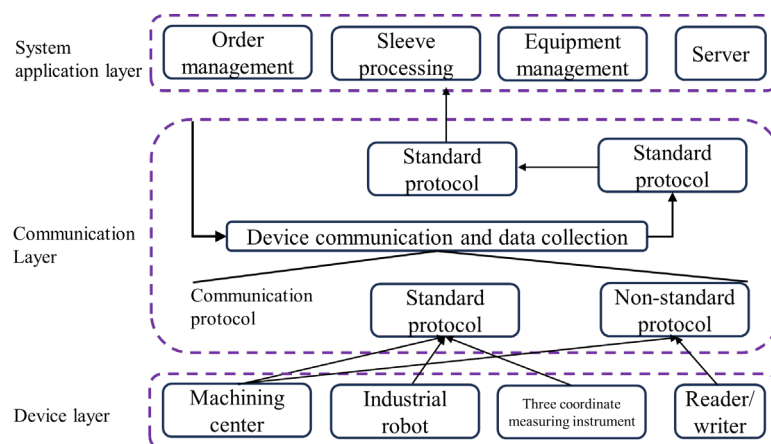 System
application layer
Order
management
Sleeve
processing
Equipment
management
Server
Standard
protocol
Standard
protocol
Communication
Layer
Device communication and data collection
Communication
protocol
Standard
protocol
Non-standard
protocol
Device layer
Machining
center
Industrial
robot
Three coordinate
measuring instrument
Reader/
writer